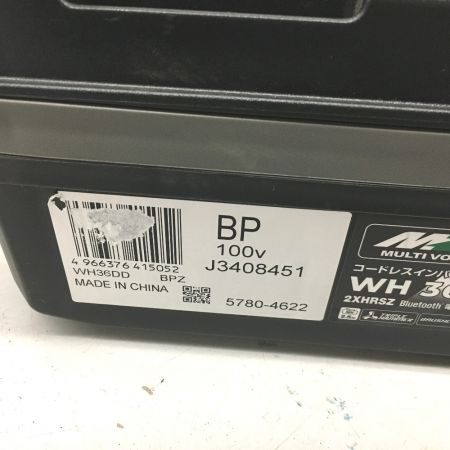 4 966376 415052
WH36DD BPZ
MADE IN CHINA
BP
100v
J3408451
5780-4622
MULTI VO
コードレスインパ
WH 36
2XHRSZ Bluetooth